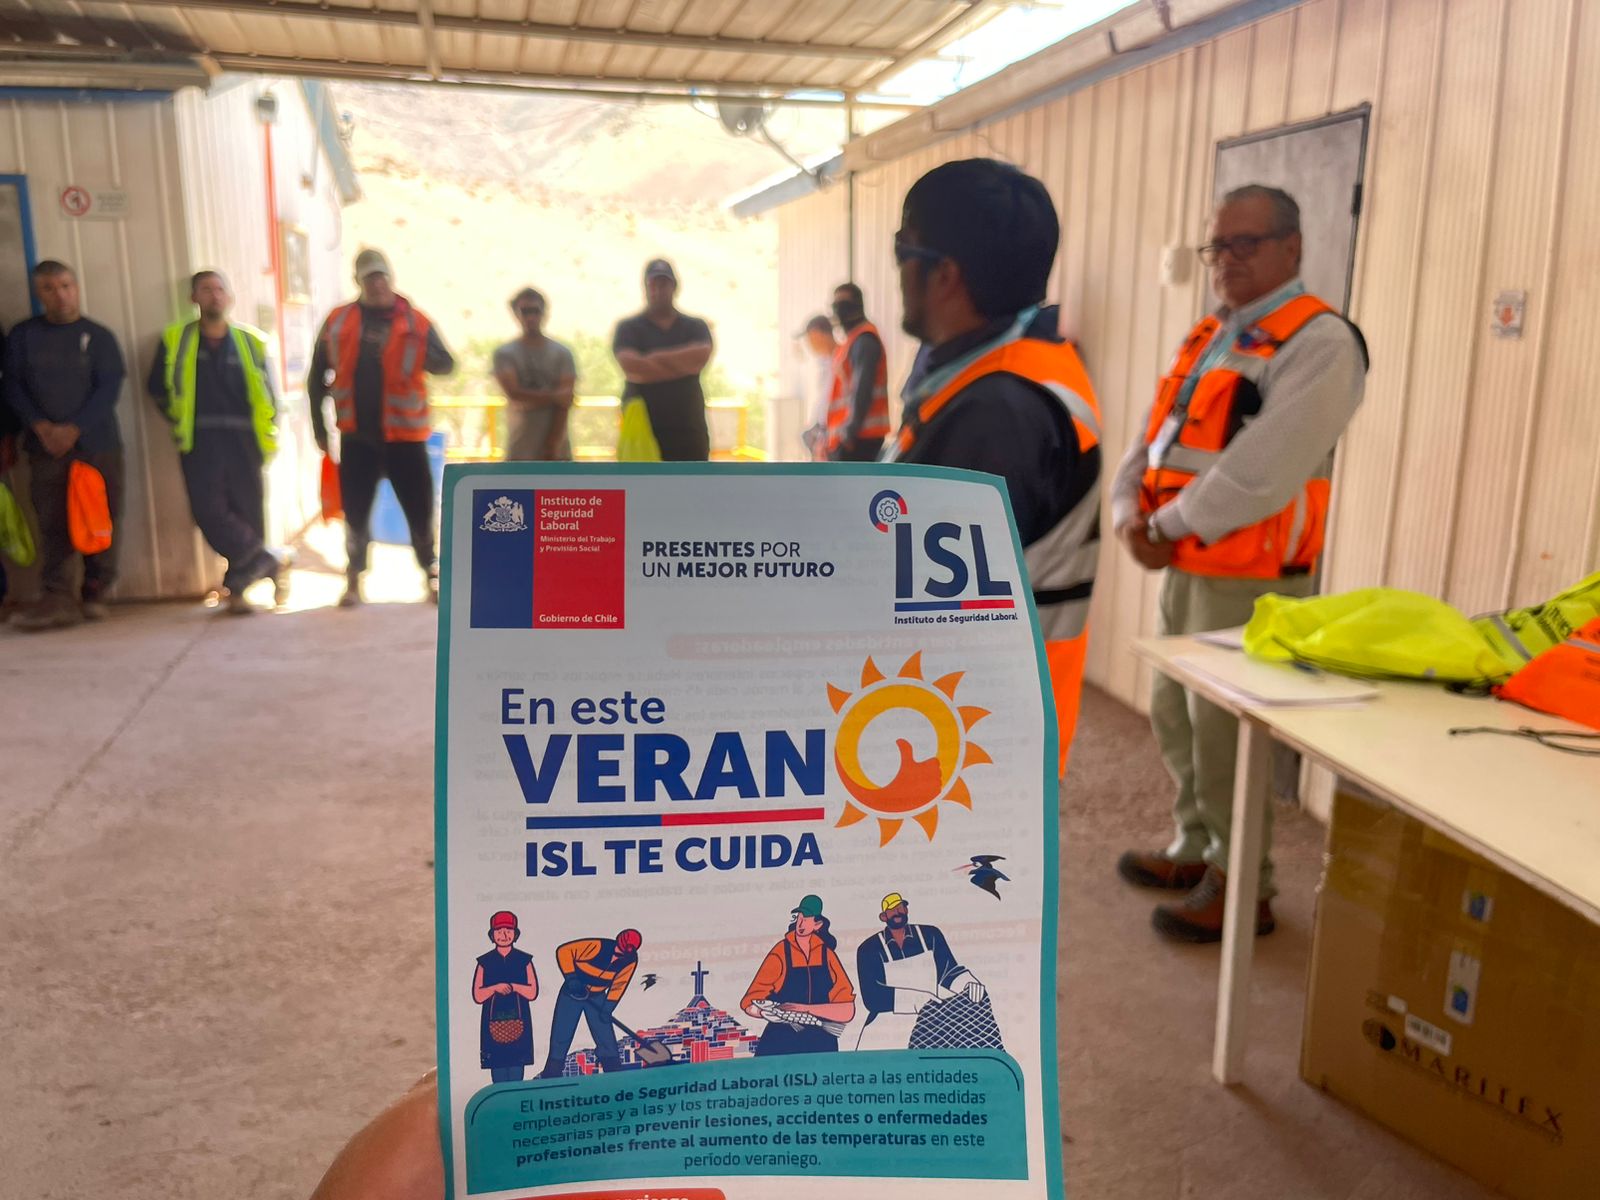 Instituto de
Seguridad
Laboral
Ministerio del Trabajo
y Previsión Social
Gobierno de Chile
PRESENTES POR
UN MEJOR FUTURO
ISL
Instituto de Seguridad Laboral
En este
VERANO
ISL TE CUIDA
El Instituto de Seguridad Laboral (ISL) alerta a las entidades
empleadoras y a las y los trabajadores a que tomen las medidas
necesarias para prevenir lesiones, accidentes o enfermedades
profesionales frente al aumento de las temperaturas en este
período veraniego.
MARITEX